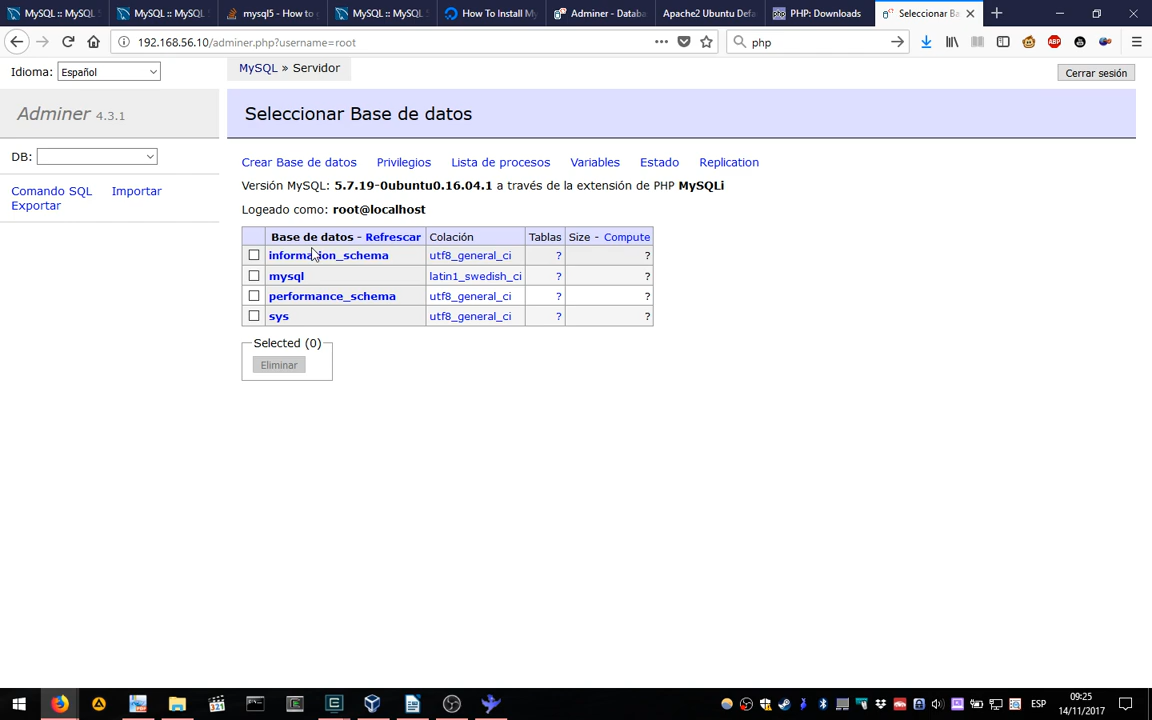 MySQL :: MySQL 5
MySQL :: MySQL 5
mysql5 - How to
MySQL :: MySQL 5
How To Install My
Adminer - Databa
Apache2 Ubuntu Defa
PHP: Downloads
Seleccionar Ba
192.168.56.10/adminer.php?username=root
php
Idioma: Español
MySQL » Servidor
Cerrar sesión
Adminer 4.3.1
Seleccionar Base de datos
DB:
Crear Base de datos Privilegios Lista de procesos Variables Estado Replication
Versión MySQL: 5.7.19-0ubuntu0.16.04.1 a través de la extensión de PHP MySQLi
Comando SQL Importar
Exportar
Logeado como: root@localhost
Base de datos - Refrescar Colación Tablas Size - Compute
information_schema utf8_general_ci ? ?
mysql latin1_swedish_ci ? ?
performance_schema utf8_general_ci ? ?
sys utf8_general_ci ? ?
Selected (0)
Eliminar
ESP
09:25
14/11/2017